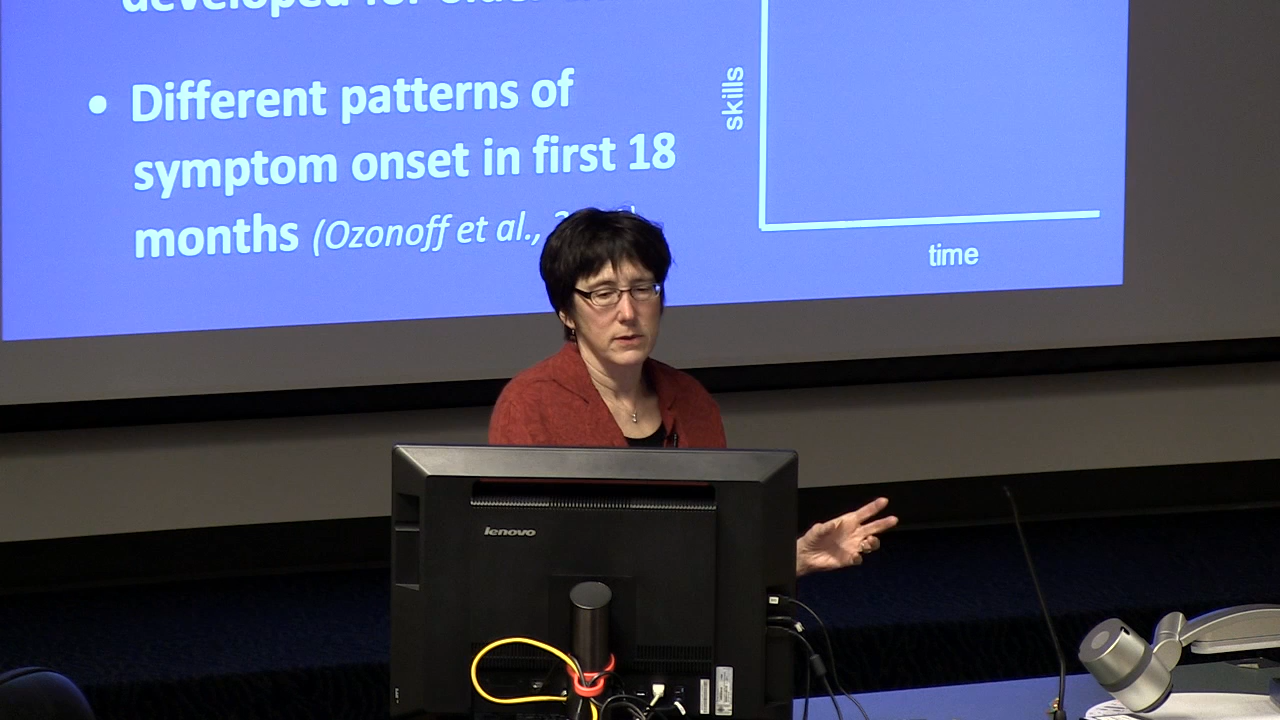 developed for older
• Different patterns of
symptom onset in first 18
months (Ozonoff et al.,
skills
time
lenovo